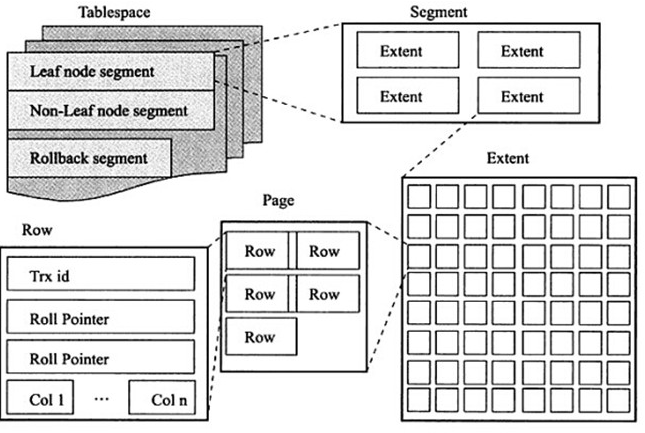 Tablespace
Segment
Leaf node segment
Non-Leaf node segment
Rollback segment
Extent Extent
Extent Extent
Extent
Page
Row Row
Row Row
Row
Row
Trx id
Roll Pointer
Roll Pointer
Col 1 ... Col n